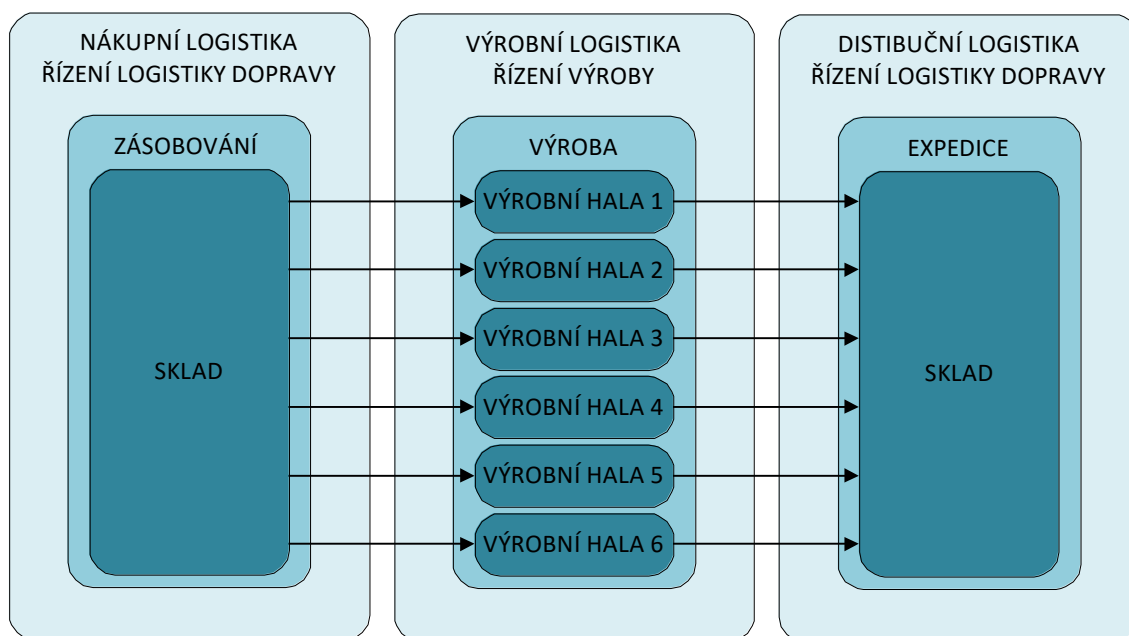 NÁKUPNÍ LOGISTIKA
ŘÍZENÍ LOGISTIKY DOPRAVY
ZÁSOBOVÁNÍ
SKLAD
VÝROBNÍ LOGISTIKA
ŘÍZENÍ VÝROBY
VÝROBA
VÝROBNÍ HALA 1
VÝROBNÍ HALA 2
VÝROBNÍ HALA 3
VÝROBNÍ HALA 4
VÝROBNÍ HALA 5
VÝROBNÍ HALA 6
DISTIBUČNÍ LOGISTIKA
ŘÍZENÍ LOGISTIKY DOPRAVY
EXPEDICE
SKLAD